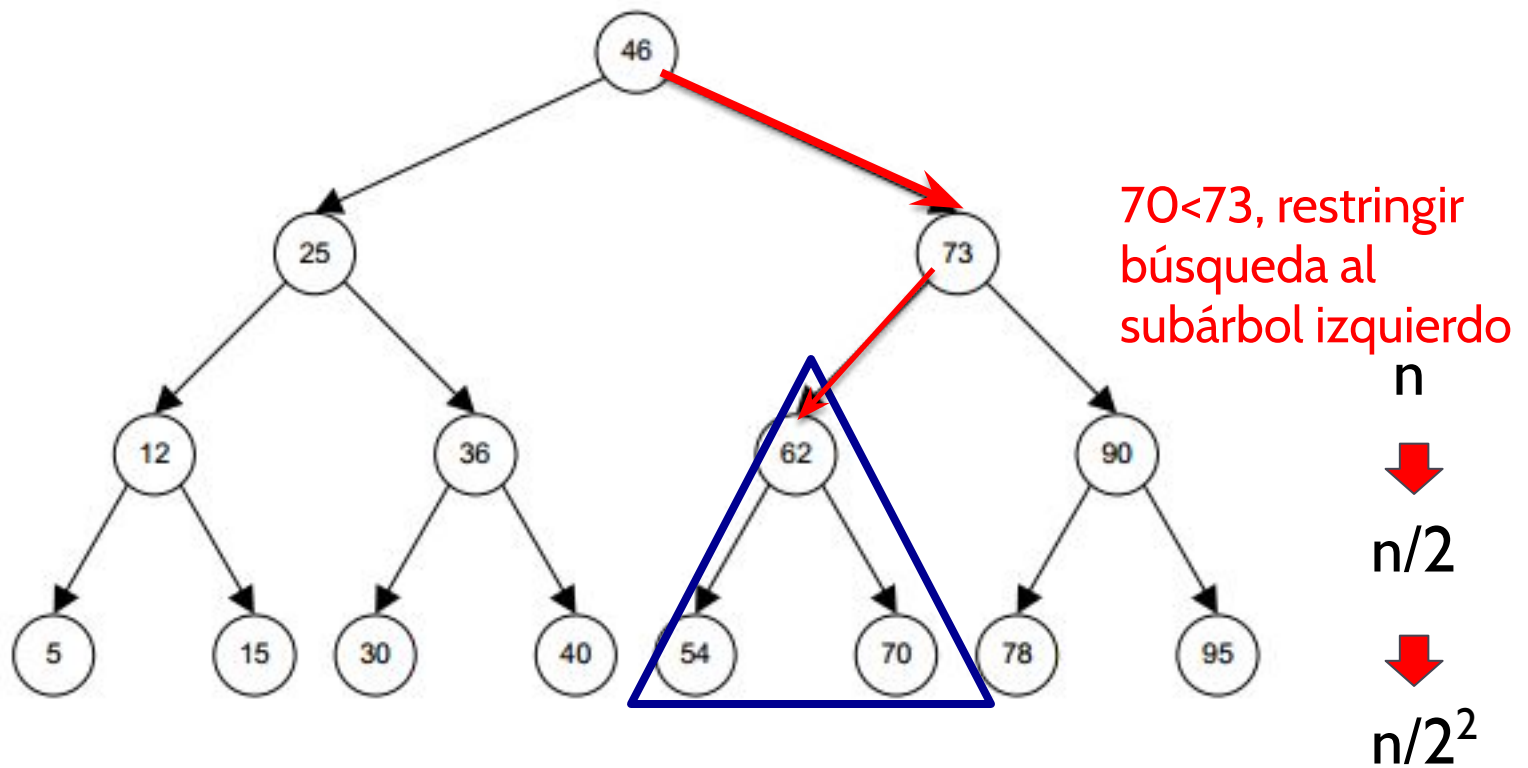 46
25
73
70<73, restringir
búsqueda al
subárbol izquierdo
n
12
36
62
90
n/2
5
15
30
40
54
70
78
95
n/2²